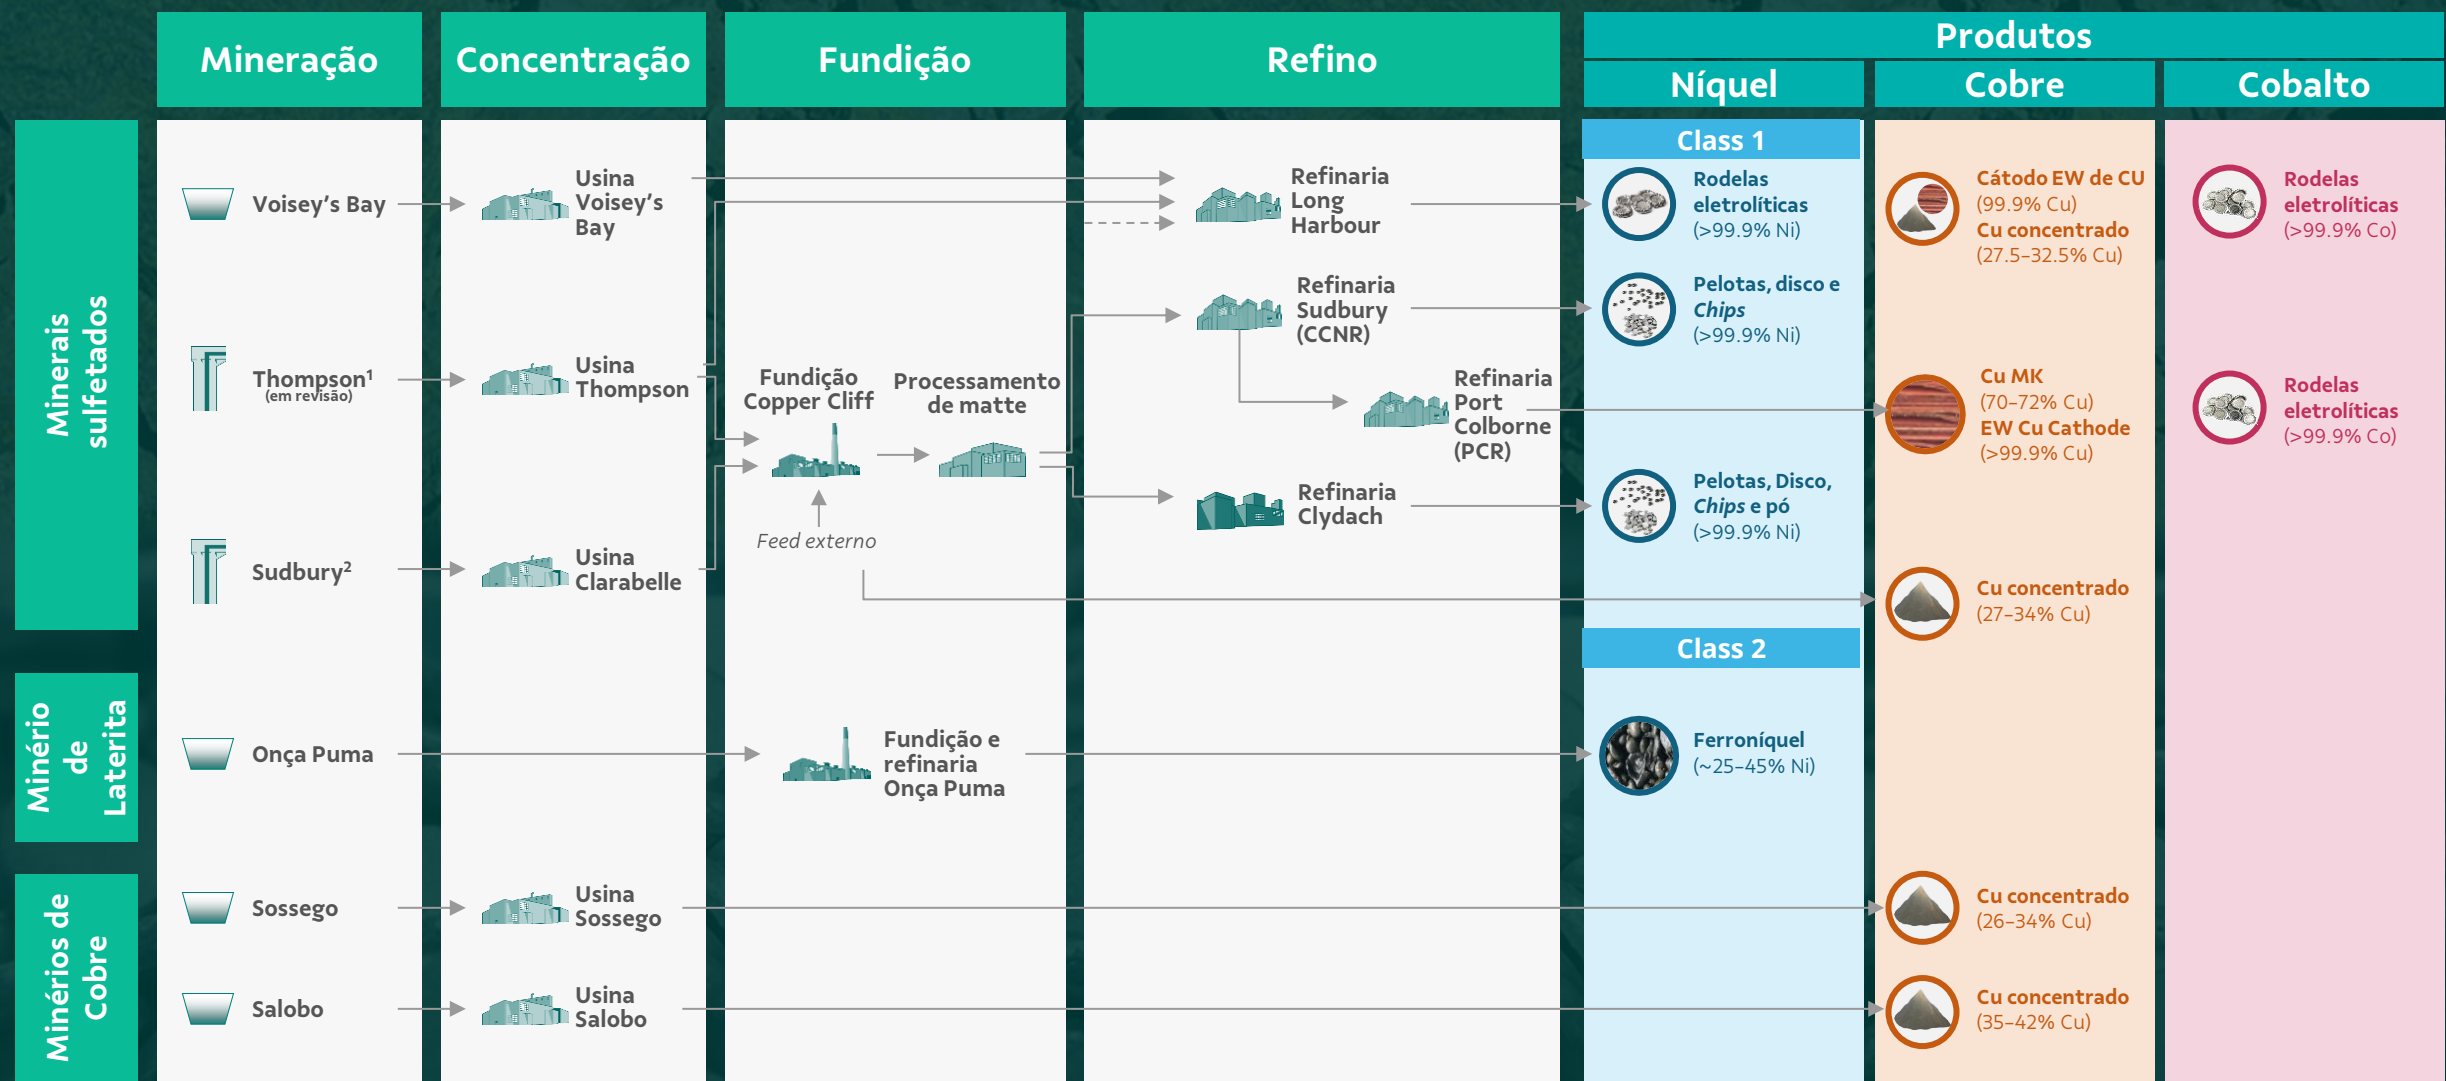 Mineração
Concentração
Fundição
Refino
Produtos
Níquel
Cobre
Cobalto
Minerais
sulfetados
Minério
de
Laterita
Minérios de
Cobre
Voisey’s Bay
Thompson¹
(em revisão)
Sudbury²
Onça Puma
Sossego
Salobo
Usina
Voisey’s
Bay
Usina
Thompson
Usina
Clarabelle
Usina
Sossego
Usina
Salobo
Fundição
Copper Cliff
Processamento
de matte
Feed externo
Fundição e
refinaria
Onça Puma
Refinaria
Long
Harbour
Refinaria
Sudbury
(CCNR)
Refinaria
Port
Colborne
(PCR)
Refinaria
Clydach
Class 1
Rodelas
eletrolíticas
(>99.9% Ni)
Pelotas, disco e
Chips
(>99.9% Ni)
Pelotas, Disco,
Chips e pó
(>99.9% Ni)
Class 2
Ferroníquel
(~25-45% Ni)
Cátodo EW de CU
(99.9% Cu)
Cu concentrado
(27.5-32.5% Cu)
Cu MK
(70-72% Cu)
EW Cu Cathode
(>99.9% Cu)
Cu concentrado
(27-34% Cu)
Cu concentrado
(26-34% Cu)
Cu concentrado
(35-42% Cu)
Rodelas
eletrolíticas
(>99.9% Co)
Rodelas
eletrolíticas
(>99.9% Co)